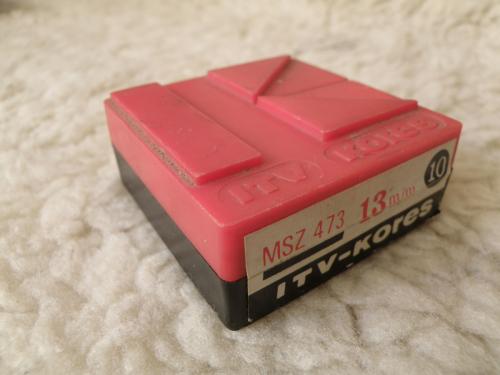 ITV Kores
MSZ 473 13 m/m 10
ITV-Kores